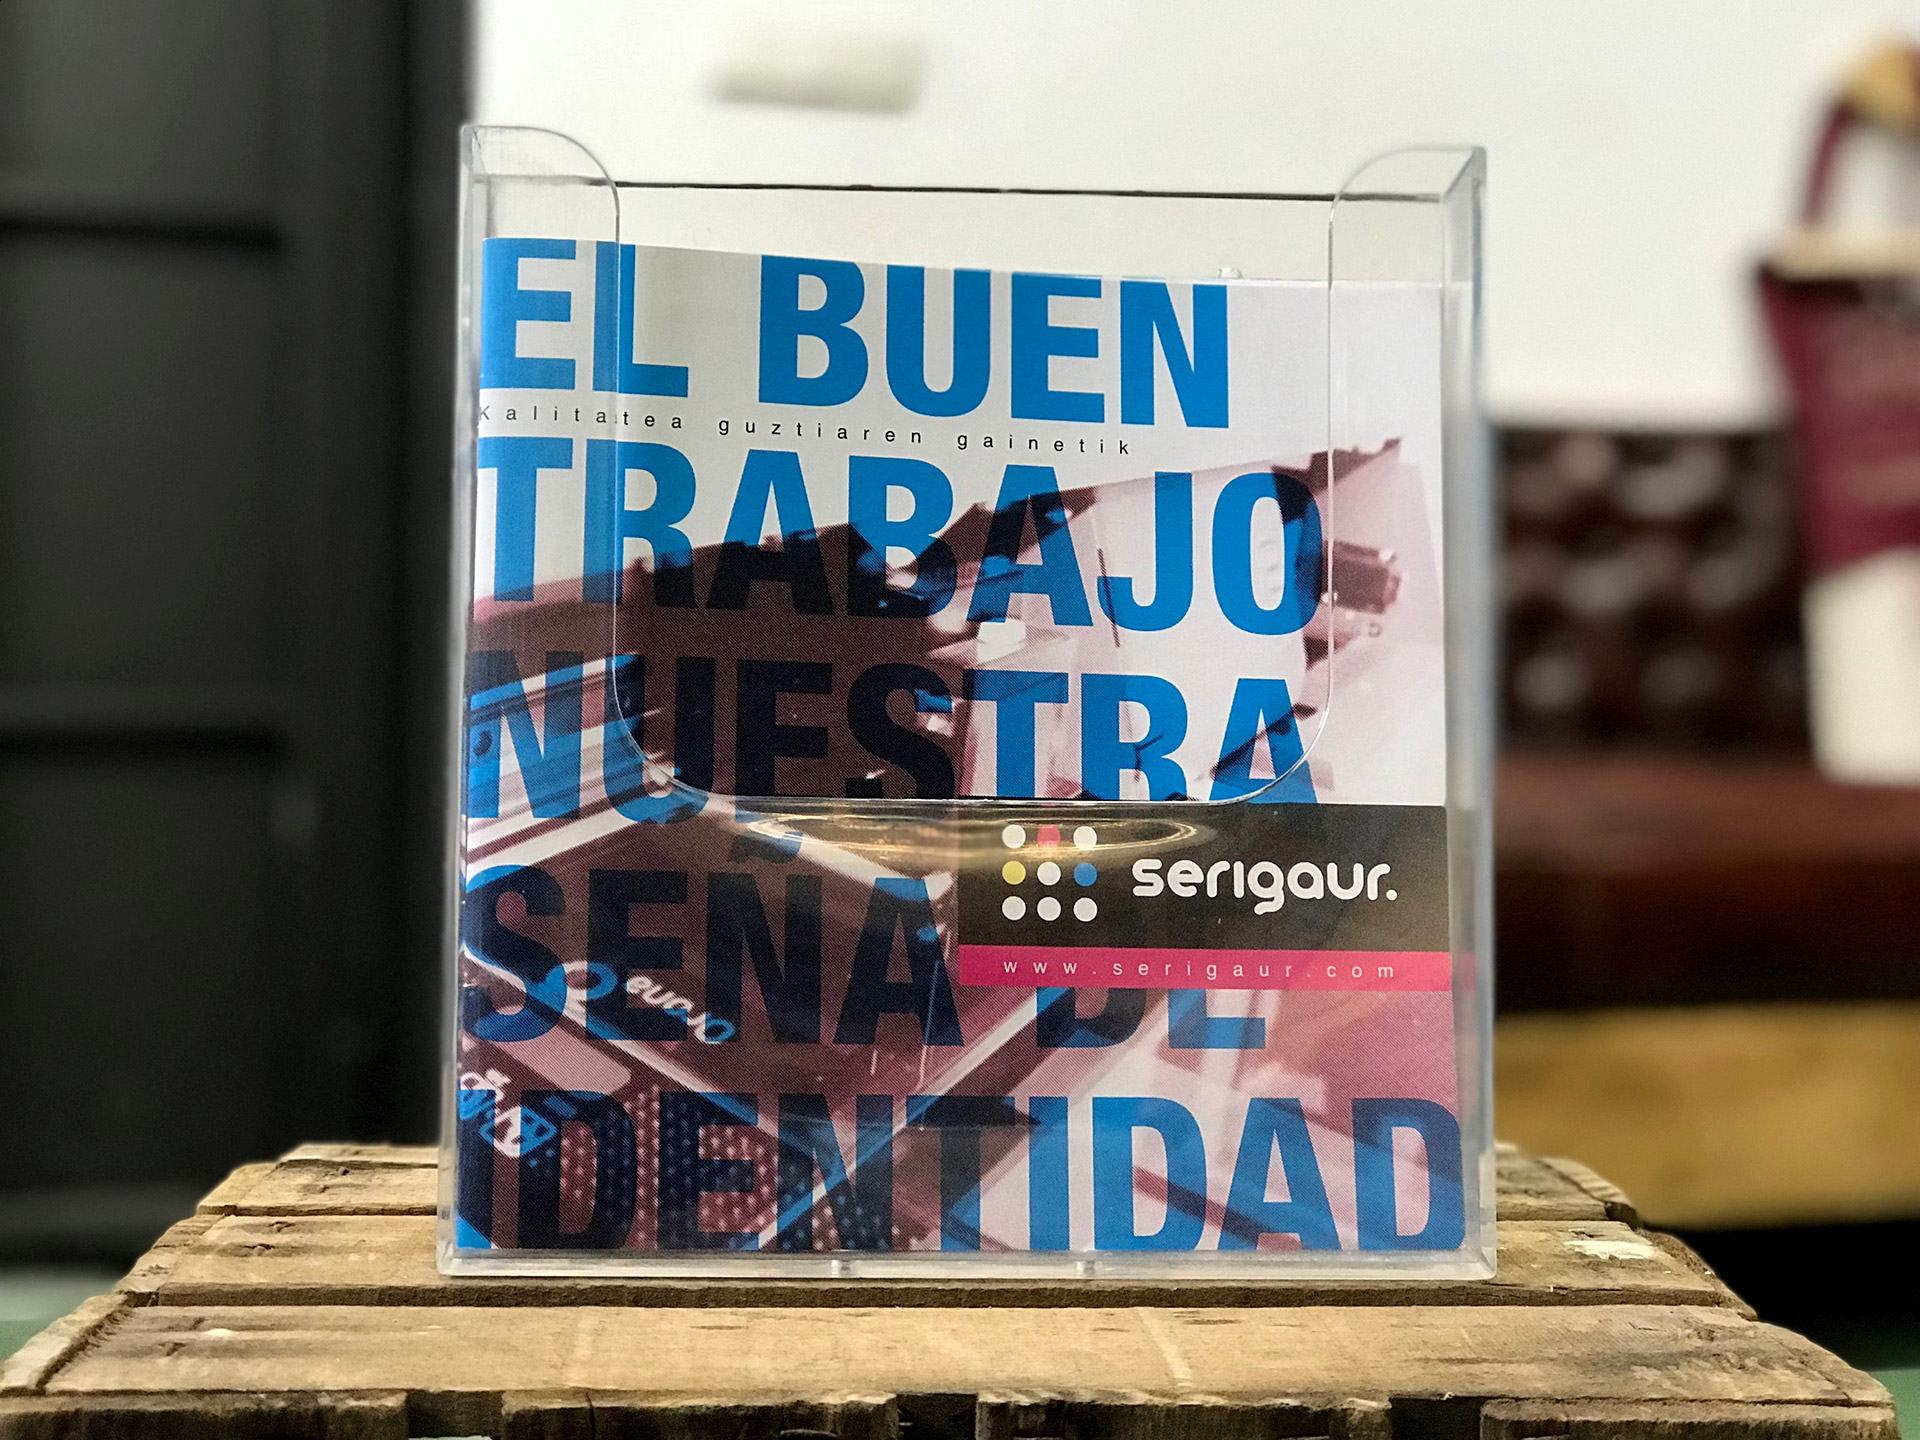 EL BUEN
Kalitatea guztiaren gainetik
TRABAJO
NUESTRA
serigaur.
www.serigaur.com
SEÑA DE
IDENTIDAD